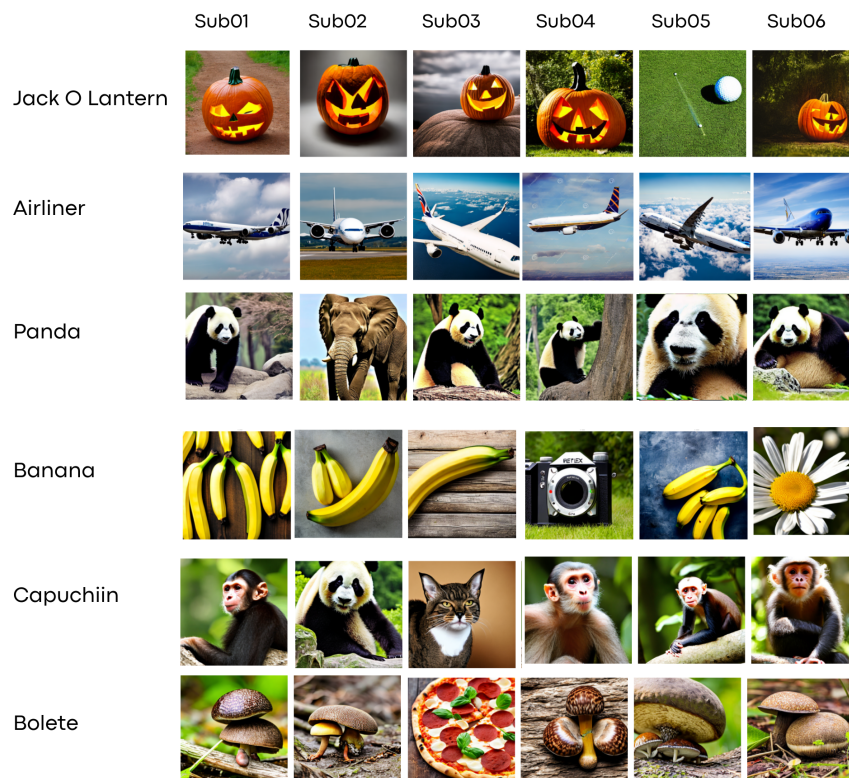 Sub01 Sub02 Sub03 Sub04 Sub05 Sub06
Jack O Lantern
Airliner
Panda
Banana
Capuchiin
Bolete